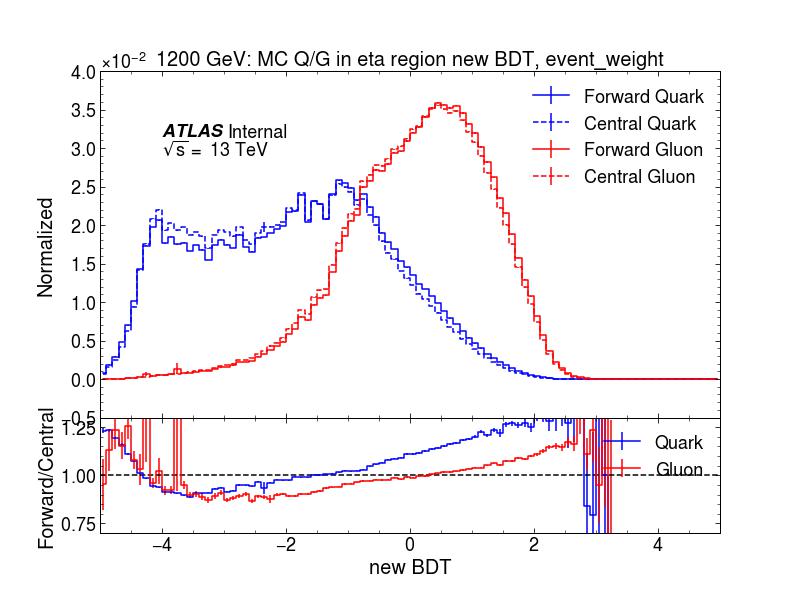 ×10⁻² 1200 GeV: MC Q/G in eta region new BDT, event_weight
4.0
3.5
3.0
2.5
2.0
1.5
1.0
0.5
0.0
0.5
Normalized
ATLAS Internal
√s = 13 TeV
Forward Quark
Central Quark
Forward Gluon
Central Gluon
1.25
1.00
0.75
Forward/Central
Quark
Gluon
−4 −2 0 2 4
new BDT